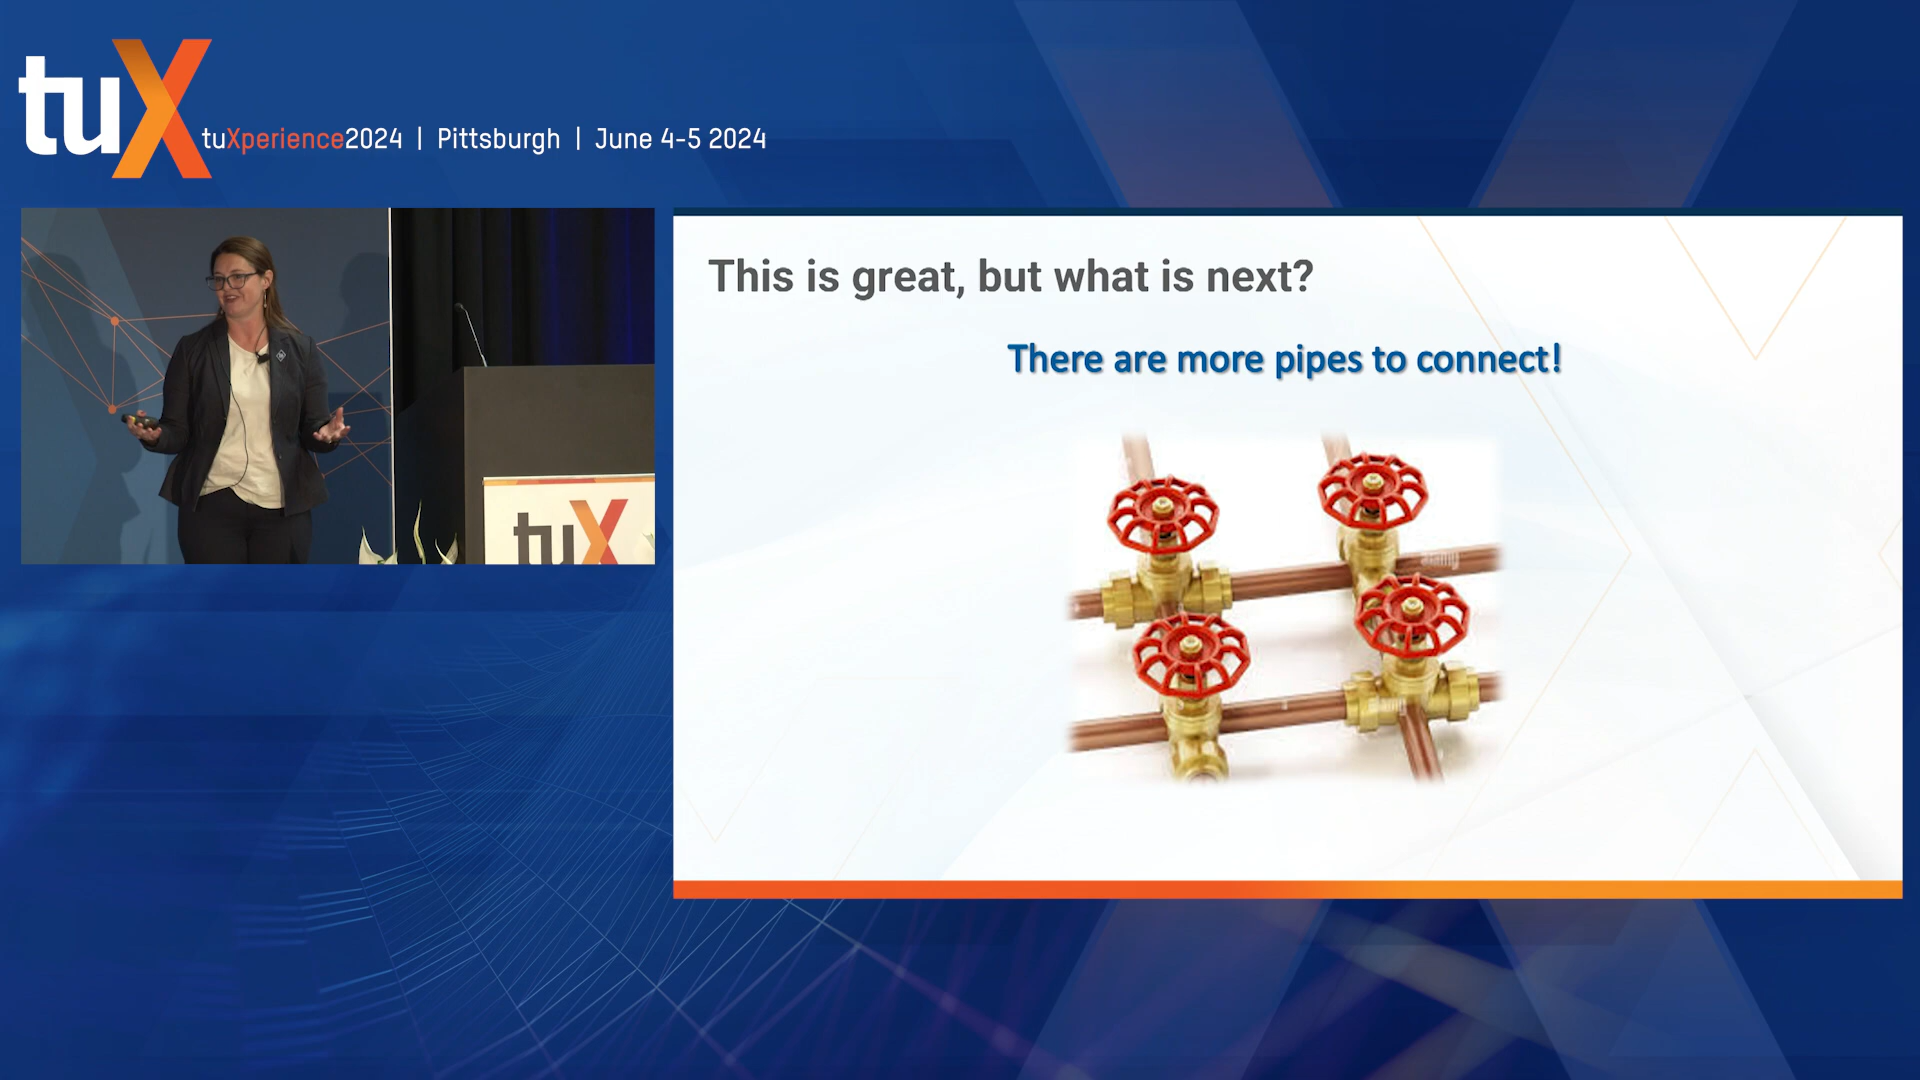 tuX
tuXperience2024 | Pittsburgh | June 4-5 2024
This is great, but what is next?
There are more pipes to connect!
tuX